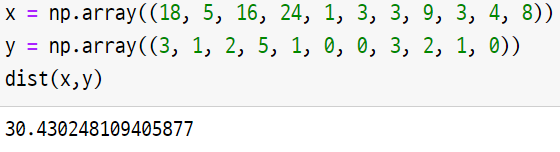 x = np.array((18, 5, 16, 24, 1, 3, 3, 9, 3, 4, 8))
y = np.array((3, 1, 2, 5, 1, 0, 0, 3, 2, 1, 0))
dist(x,y)
30.430248109405877